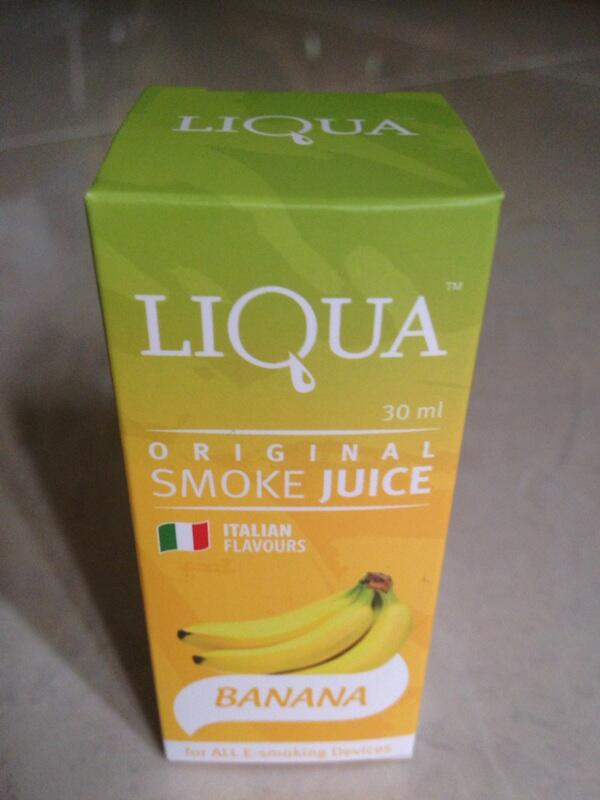 LIQUA
LIQUA™
30 ml
ORIGINAL
SMOKE JUICE
ITALIAN
FLAVOURS
BANANA
for ALL E-smoking Devices